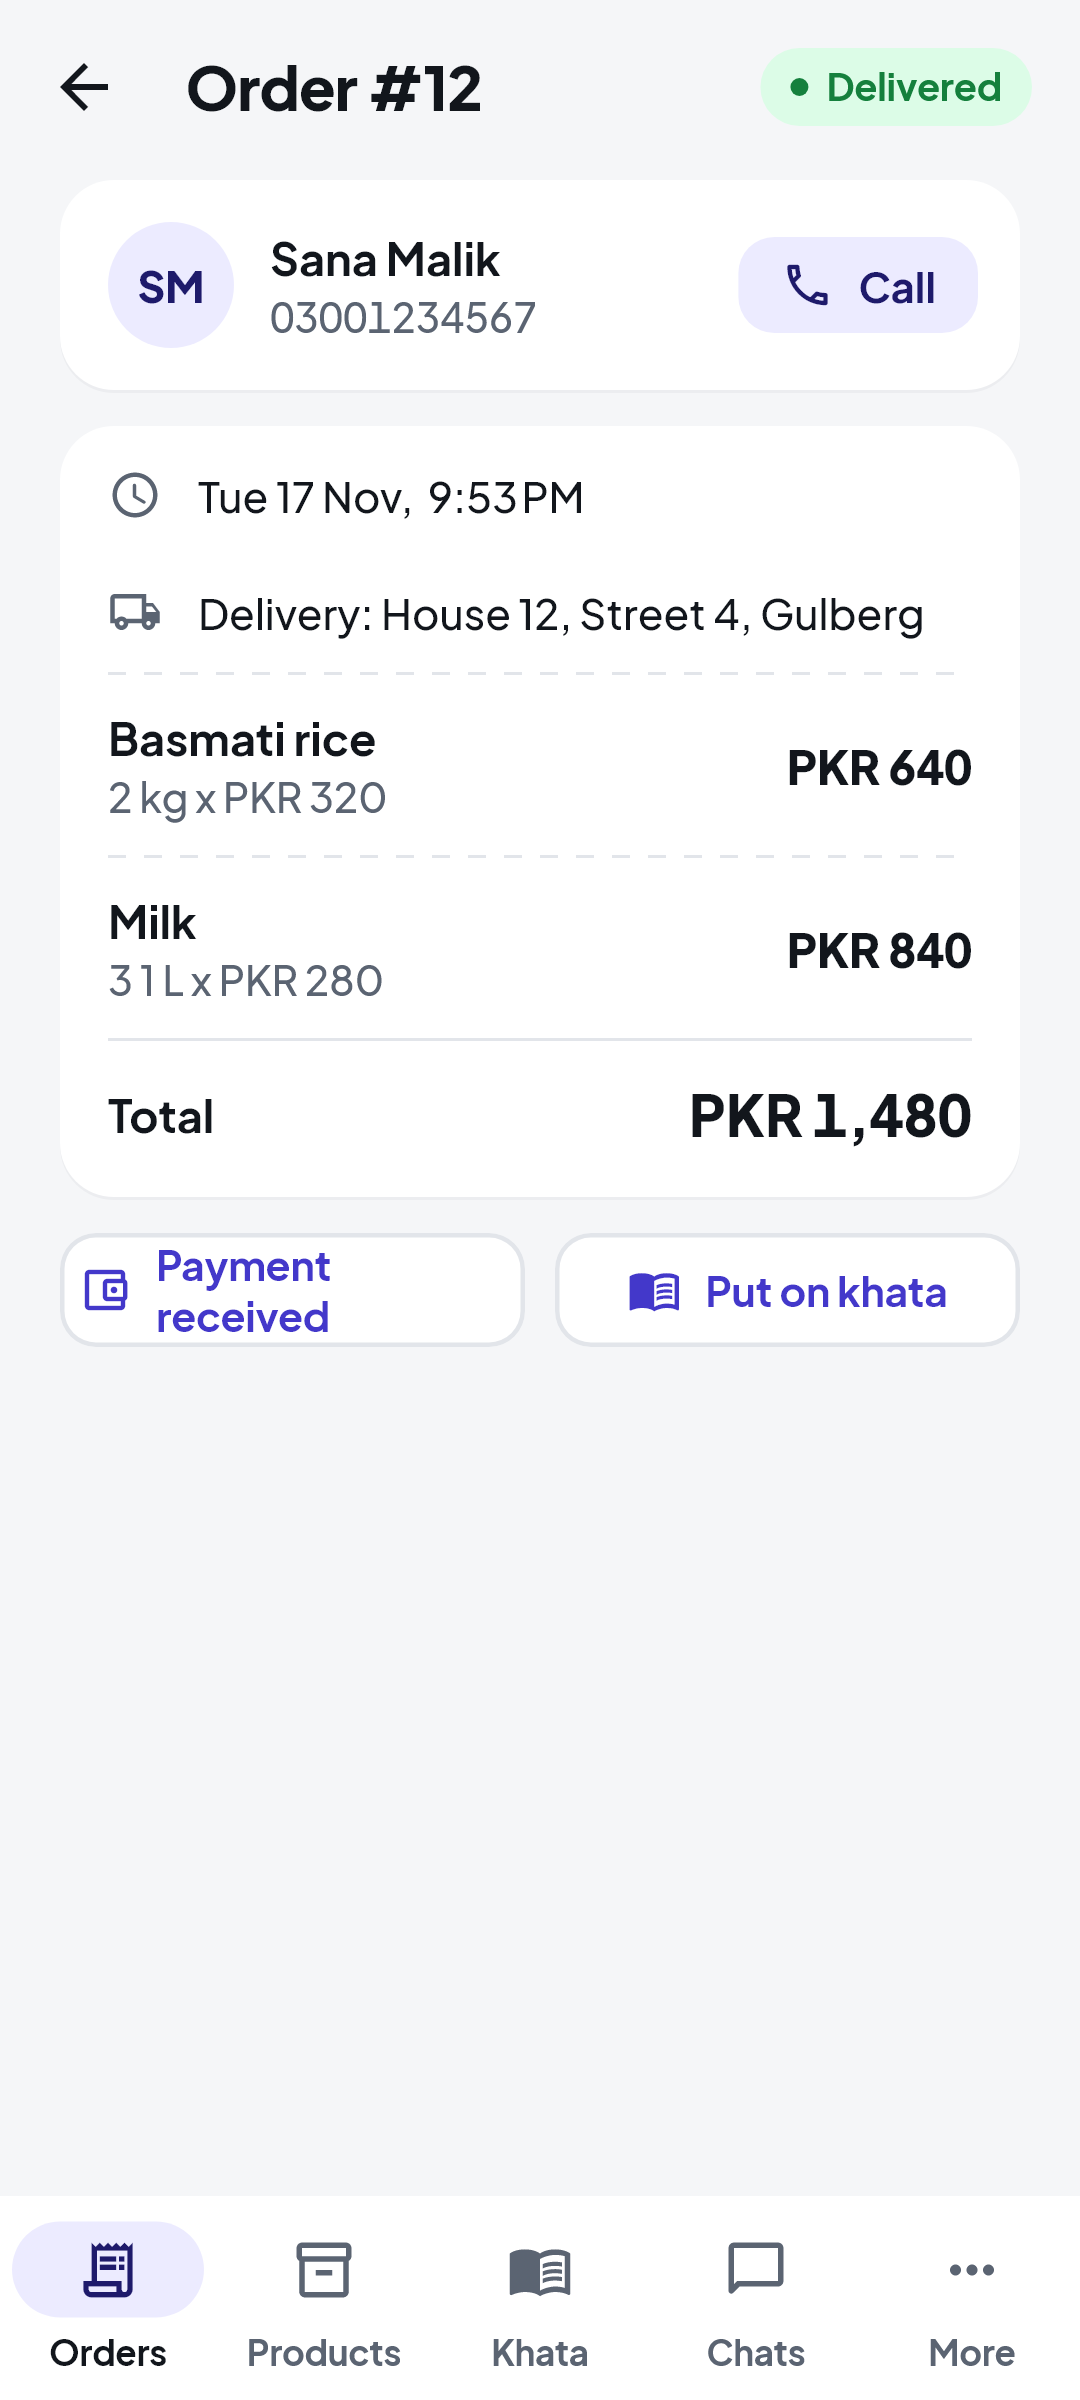 Order #12
Delivered
SM
Sana Malik
03001234567
Call
Tue 17 Nov, 9:53 PM
Delivery: House 12, Street 4, Gulberg
Basmati rice
2 kg x PKR 320
PKR 640
Milk
3 1 L x PKR 280
PKR 840
Total
PKR 1,480
Payment
received
Put on khata
Orders
Products
Khata
Chats
More